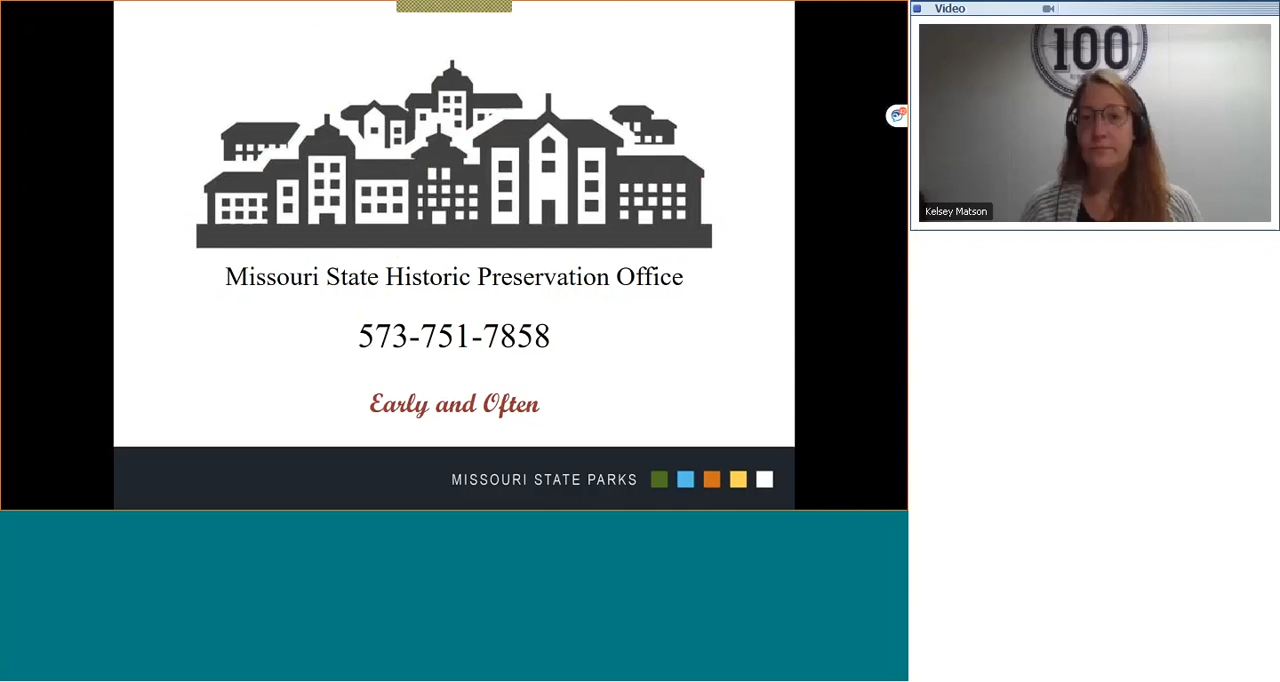 Missouri State Historic Preservation Office
573-751-7858
Early and Often
MISSOURI STATE PARKS
Video
100
Kelsey Matson